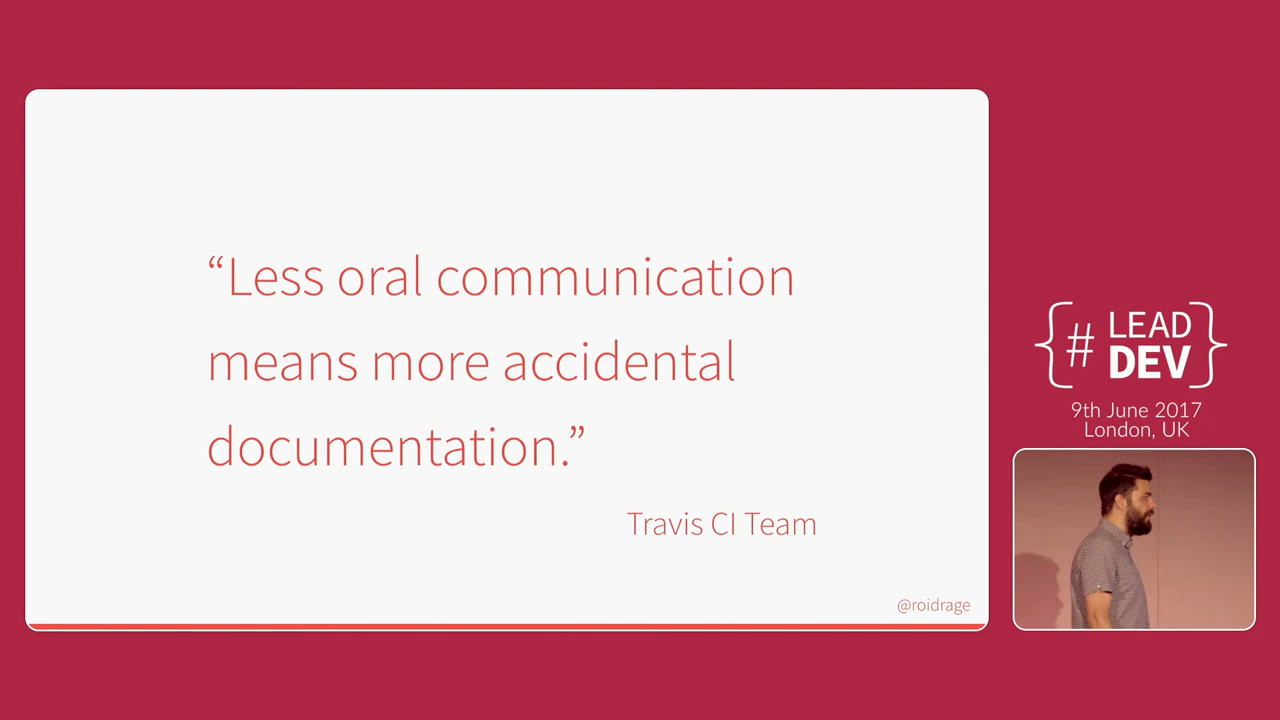 “Less oral communication
means more accidental
documentation.”
Travis CI Team
@roidrage
{# LEAD
DEV}
9th June 2017
London, UK